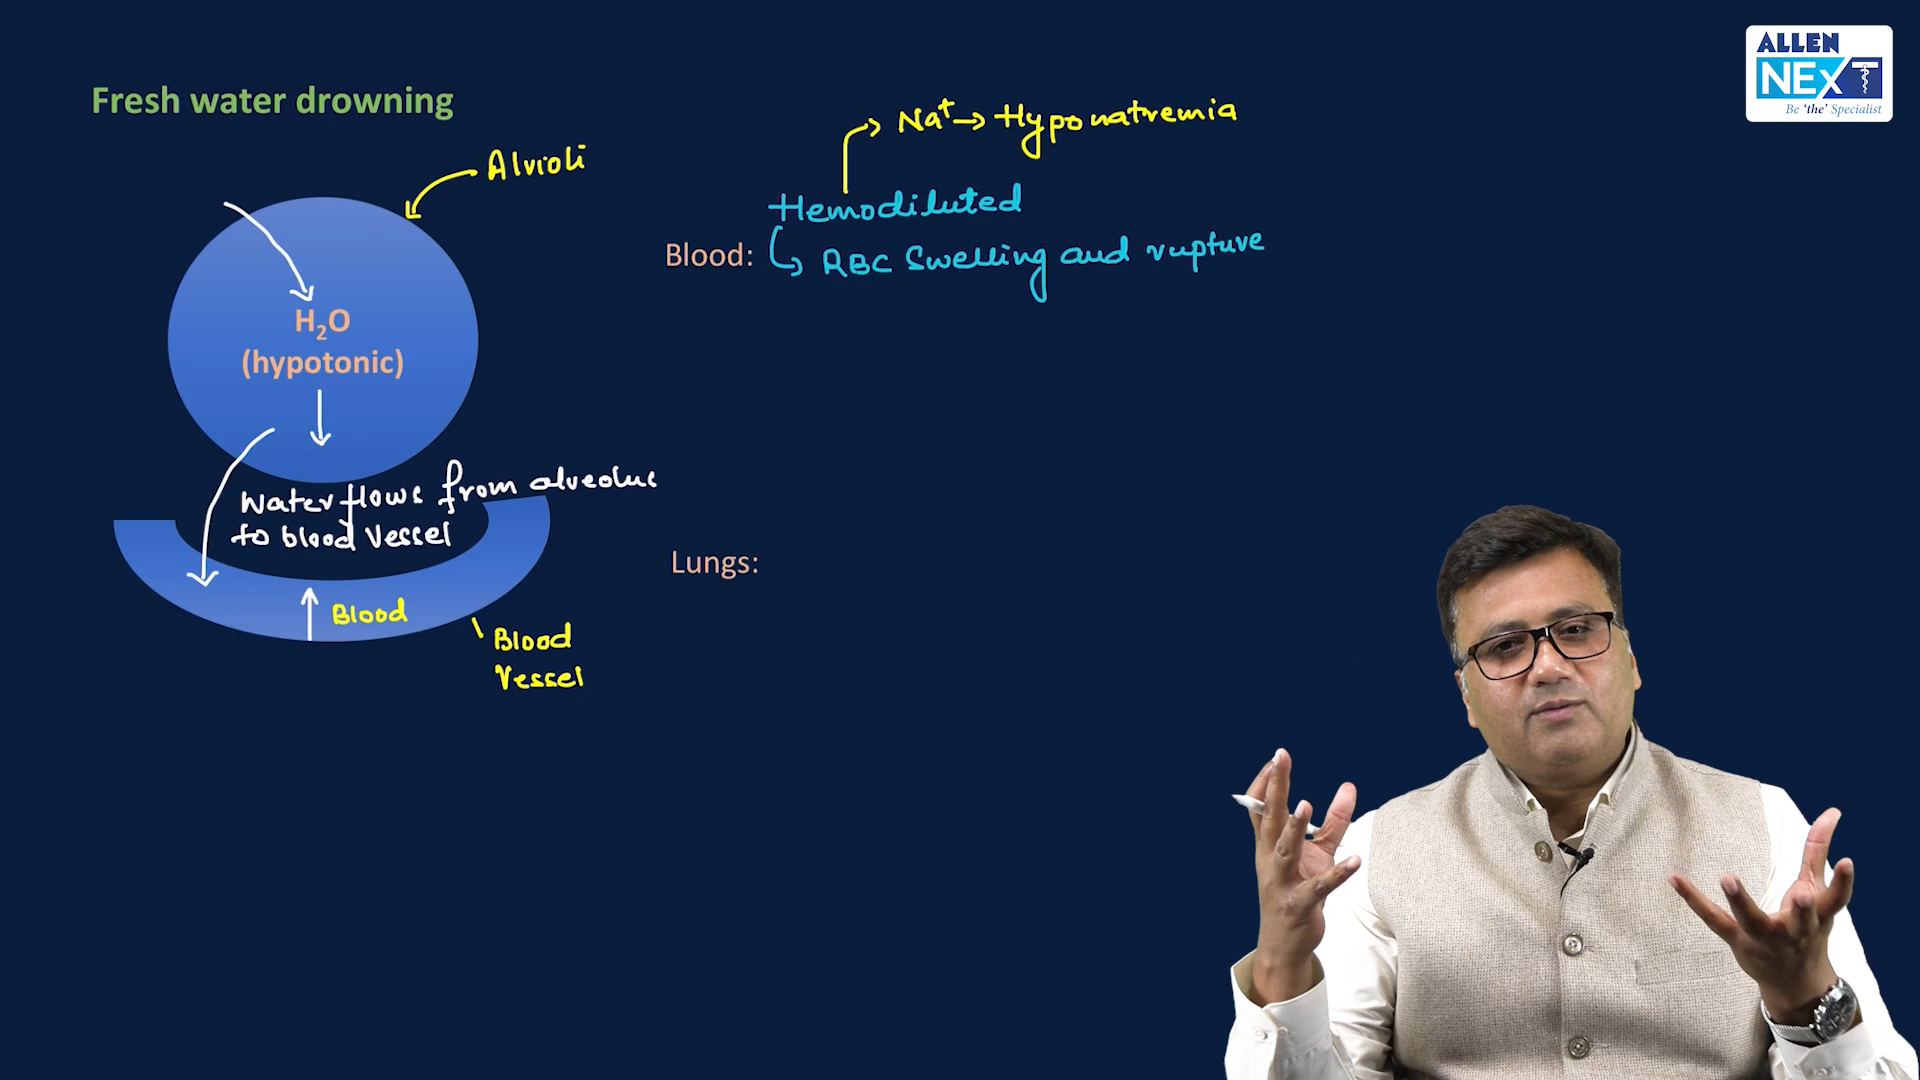 ALLEN
NEXT
Be 'the' Specialist
Fresh water drowning
Alvioli
H₂O
(hypotonic)
Water flows from alveolus
to blood vessel
Blood
Blood
Vessel
Na⁺→ Hyponatremia
Hemodiluted
Blood: RBC Swelling and rupture
Lungs: